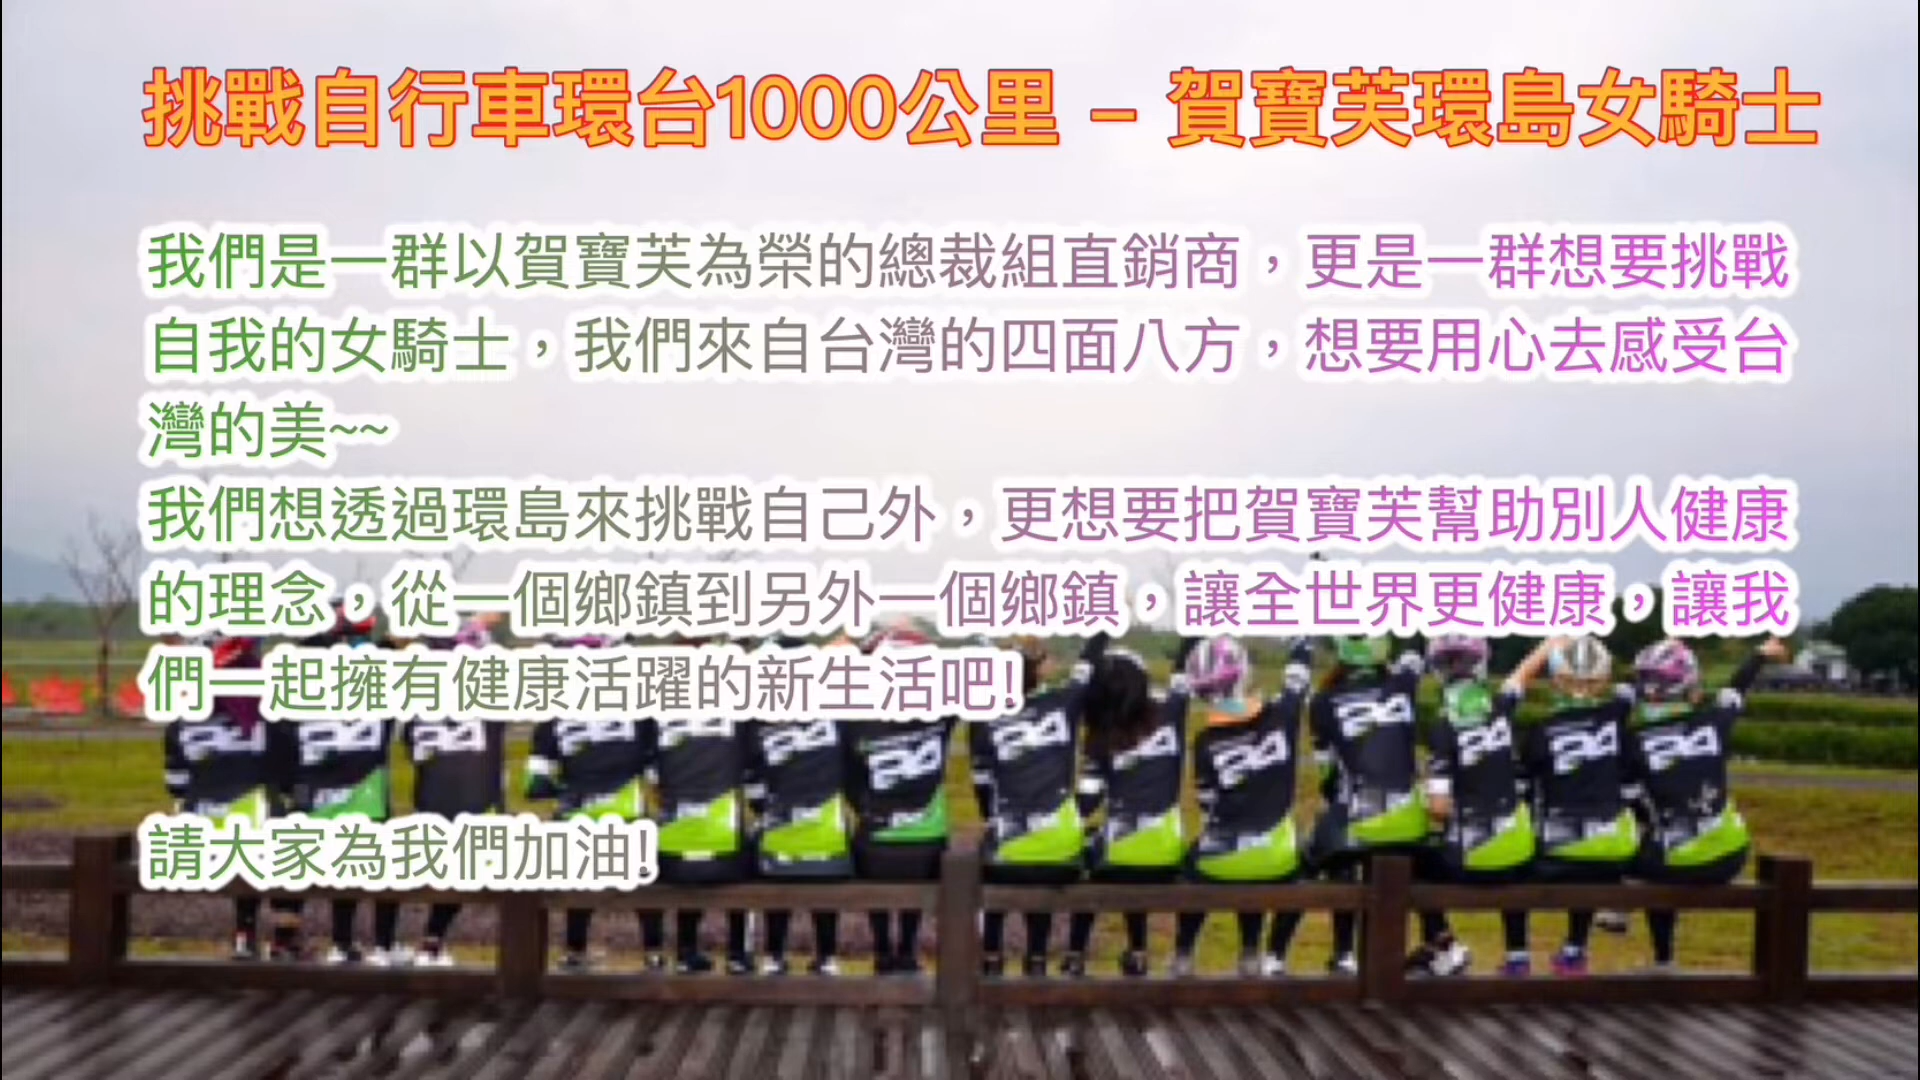 挑戰自行車環台1000公里 – 賀寶芙環島女騎士
我們是一群以賀寶芙為榮的總裁組直銷商，更是一群想要挑戰
自我的女騎士，我們來自台灣的四面八方，想要用心去感受台
灣的美~~
我們想透過環島來挑戰自己外，更想要把賀寶芙幫助別人健康
的理念，從一個鄉鎮到另外一個鄉鎮，讓全世界更健康，讓我
們一起擁有健康活躍的新生活吧!
請大家為我們加油!